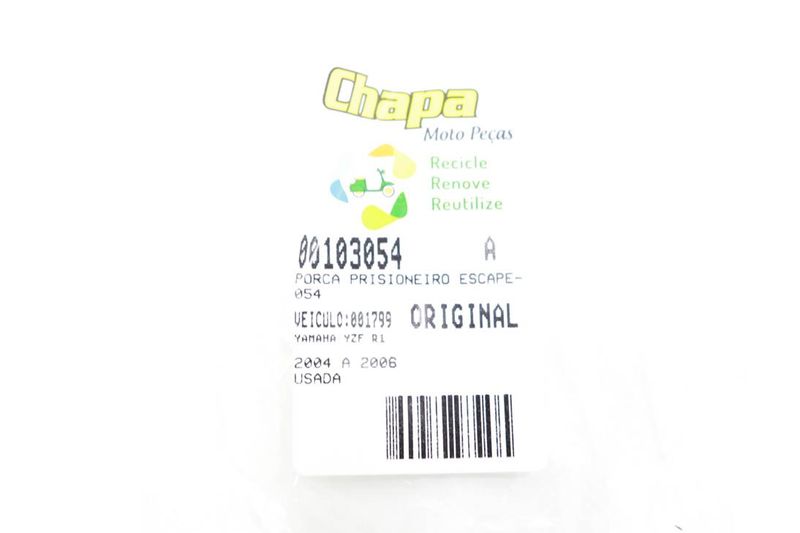 Chapa
Moto Peças
Recicle
Renove
Reutilize
00103054 A
PORCA PRISIONEIRO ESCAPE-
054
VEICULO:001799 ORIGINAL
YAMAHA YZF R1
2004 A 2006
USADA